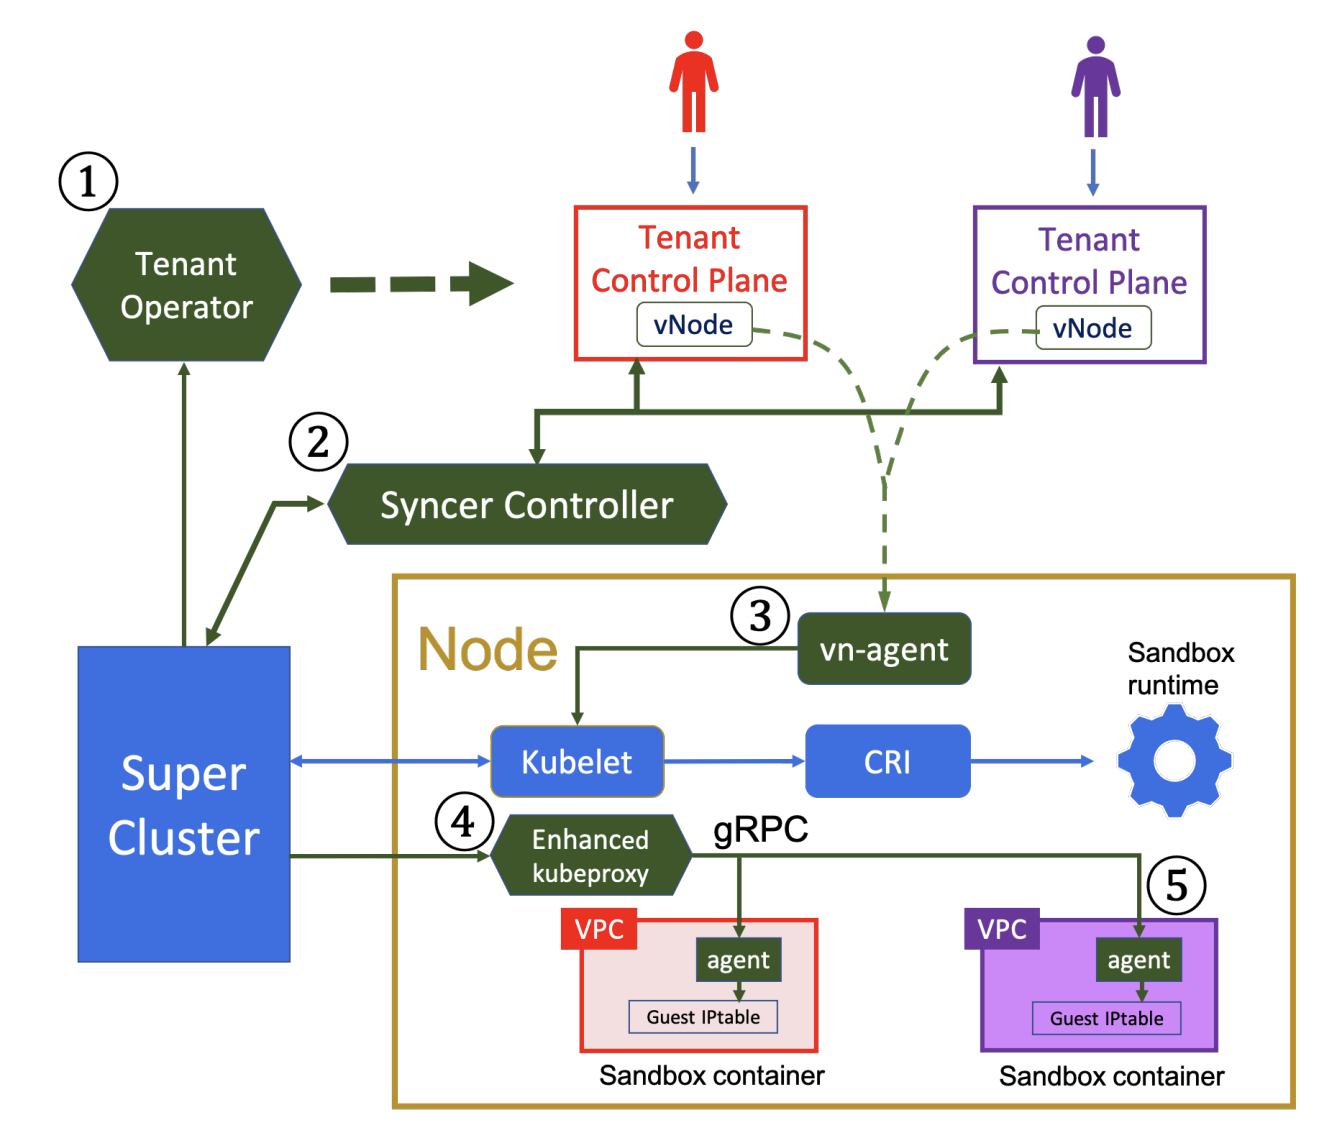 ①
Tenant
Operator
Tenant
Control Plane
vNode
Tenant
Control Plane
vNode
②
Syncer Controller
Node
③
vn-agent
Sandbox
runtime
Super
Cluster
Kubelet
CRI
④
Enhanced
kubeproxy
gRPC
⑤
VPC
agent
Guest IPtable
Sandbox container
VPC
agent
Guest IPtable
Sandbox container